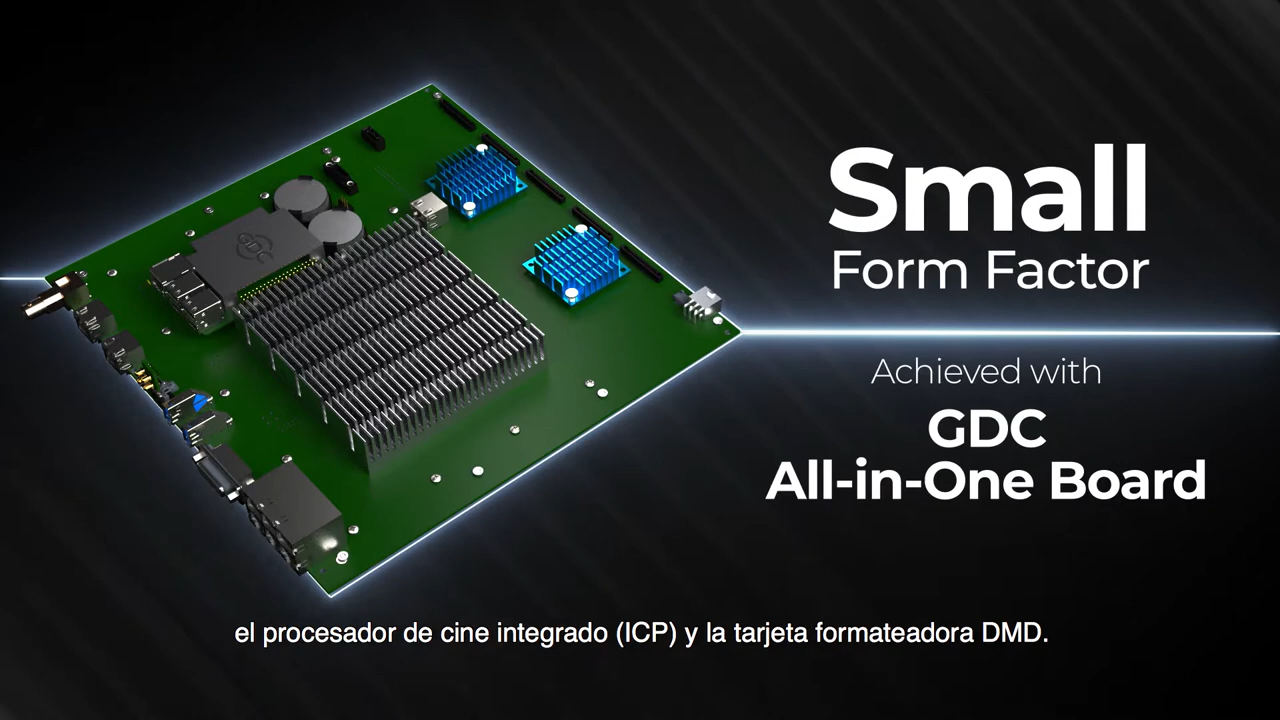 GDC
Small
Form Factor
Achieved with
GDC
All-in-One Board
el procesador de cine integrado (ICP) y la tarjeta formateadora DMD.